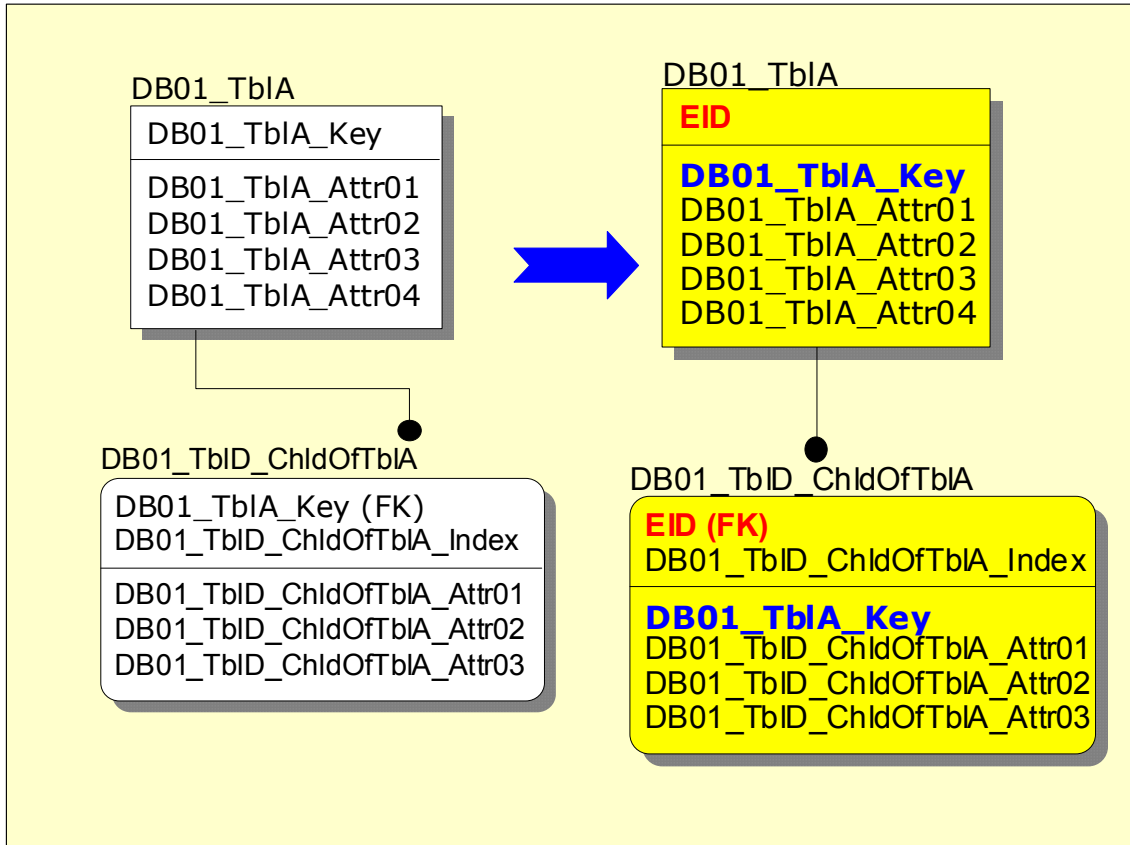 DB01_TblA
DB01_TblA_Key
DB01_TblA_Attr01
DB01_TblA_Attr02
DB01_TblA_Attr03
DB01_TblA_Attr04
DB01_TblD_ChldOfTblA
DB01_TblA_Key (FK)
DB01_TblD_ChldOfTblA_Index
DB01_TblD_ChldOfTblA_Attr01
DB01_TblD_ChldOfTblA_Attr02
DB01_TblD_ChldOfTblA_Attr03
DB01_TblA
EID
DB01_TblA_Key
DB01_TblA_Attr01
DB01_TblA_Attr02
DB01_TblA_Attr03
DB01_TblA_Attr04
DB01_TblD_ChldOfTblA
EID (FK)
DB01_TblD_ChldOfTblA_Index
DB01_TblA_Key
DB01_TblD_ChldOfTblA_Attr01
DB01_TblD_ChldOfTblA_Attr02
DB01_TblD_ChldOfTblA_Attr03